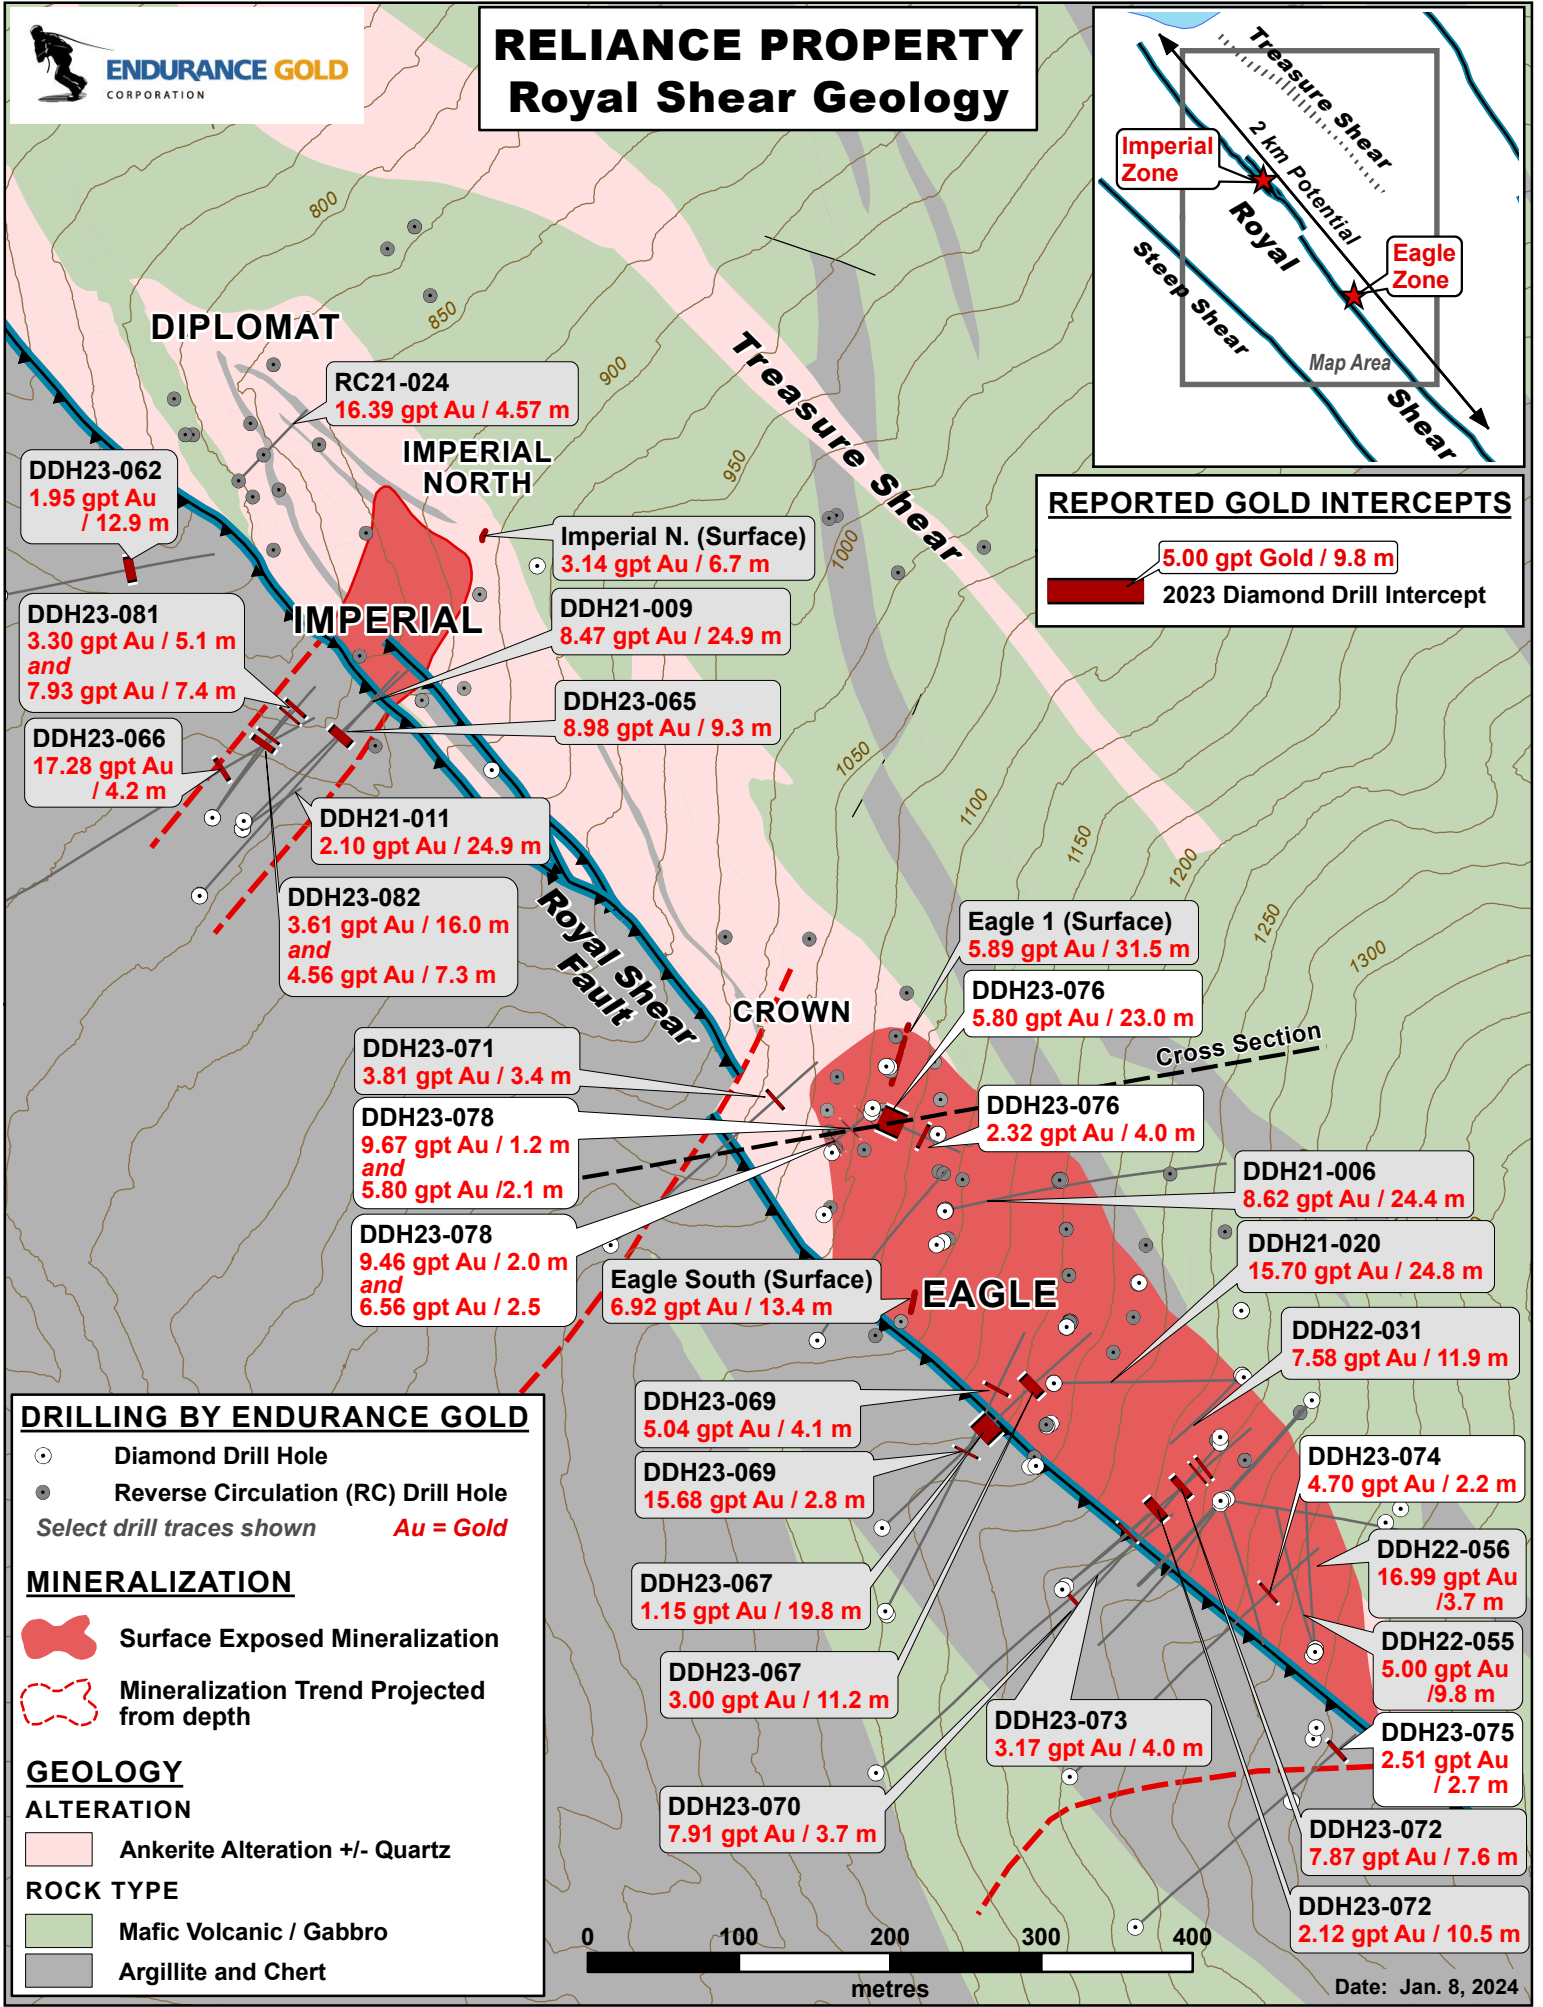 ENDURANCE GOLD
CORPORATION
RELIANCE PROPERTY
Royal Shear Geology
Treasure Shear
2 km Potential
Imperial
Zone
Royal
Shear
Steep Shear
Eagle
Zone
Map Area
REPORTED GOLD INTERCEPTS
5.00 gpt Gold / 9.8 m
2023 Diamond Drill Intercept
800
850
900
950
1000
1050
1100
1150
1200
1250
1300
DIPLOMAT
RC21-024
16.39 gpt Au / 4.57 m
IMPERIAL
NORTH
Treasure Shear
DDH23-062
1.95 gpt Au
/ 12.9 m
Imperial N. (Surface)
3.14 gpt Au / 6.7 m
DDH23-081
3.30 gpt Au / 5.1 m
and
7.93 gpt Au / 7.4 m
IMPERIAL
DDH21-009
8.47 gpt Au / 24.9 m
DDH23-065
8.98 gpt Au / 9.3 m
DDH23-066
17.28 gpt Au
/ 4.2 m
DDH21-011
2.10 gpt Au / 24.9 m
DDH23-082
3.61 gpt Au / 16.0 m
and
4.56 gpt Au / 7.3 m
Royal Shear
Fault
CROWN
Eagle 1 (Surface)
5.89 gpt Au / 31.5 m
DDH23-076
5.80 gpt Au / 23.0 m
Cross Section
DDH23-071
3.81 gpt Au / 3.4 m
DDH23-078
9.67 gpt Au / 1.2 m
and
5.80 gpt Au /2.1 m
DDH23-076
2.32 gpt Au / 4.0 m
DDH21-006
8.62 gpt Au / 24.4 m
DDH23-078
9.46 gpt Au / 2.0 m
and
6.56 gpt Au / 2.5
DDH21-020
15.70 gpt Au / 24.8 m
Eagle South (Surface)
6.92 gpt Au / 13.4 m
EAGLE
DDH22-031
7.58 gpt Au / 11.9 m
DDH23-069
5.04 gpt Au / 4.1 m
DDH23-069
15.68 gpt Au / 2.8 m
DDH23-074
4.70 gpt Au / 2.2 m
DDH22-056
16.99 gpt Au
/3.7 m
DDH23-067
1.15 gpt Au / 19.8 m
DDH22-055
5.00 gpt Au
/9.8 m
DDH23-067
3.00 gpt Au / 11.2 m
DDH23-073
3.17 gpt Au / 4.0 m
DDH23-075
2.51 gpt Au
/ 2.7 m
DDH23-070
7.91 gpt Au / 3.7 m
DDH23-072
7.87 gpt Au / 7.6 m
DDH23-072
2.12 gpt Au / 10.5 m
DRILLING BY ENDURANCE GOLD
Diamond Drill Hole
Reverse Circulation (RC) Drill Hole
Select drill traces shown Au = Gold
MINERALIZATION
Surface Exposed Mineralization
Mineralization Trend Projected
from depth
GEOLOGY
ALTERATION
Ankerite Alteration +/- Quartz
ROCK TYPE
Mafic Volcanic / Gabbro
Argillite and Chert
0 100 200 300 400
metres
Date: Jan. 8, 2024